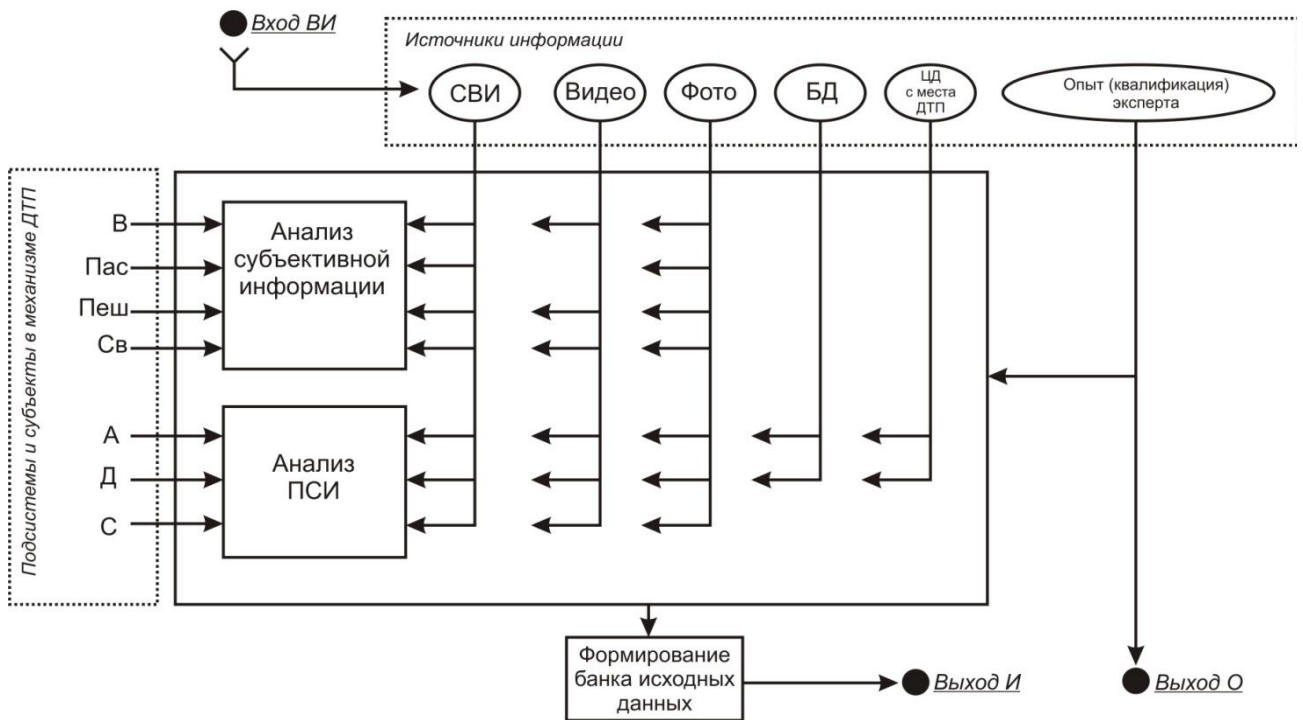 Вход ВИ
Источники информации
СВИ
Видео
Фото
БД
ЦД
с места
ДТП
Опыт (квалификация)
эксперта
Подсистемы и субъекты в механизме ДТП
В
Пас
Пеш
Св
А
Д
С
Анализ
субъективной
информации
Анализ
ПСИ
Формирование
банка исходных
данных
Выход И
Выход О